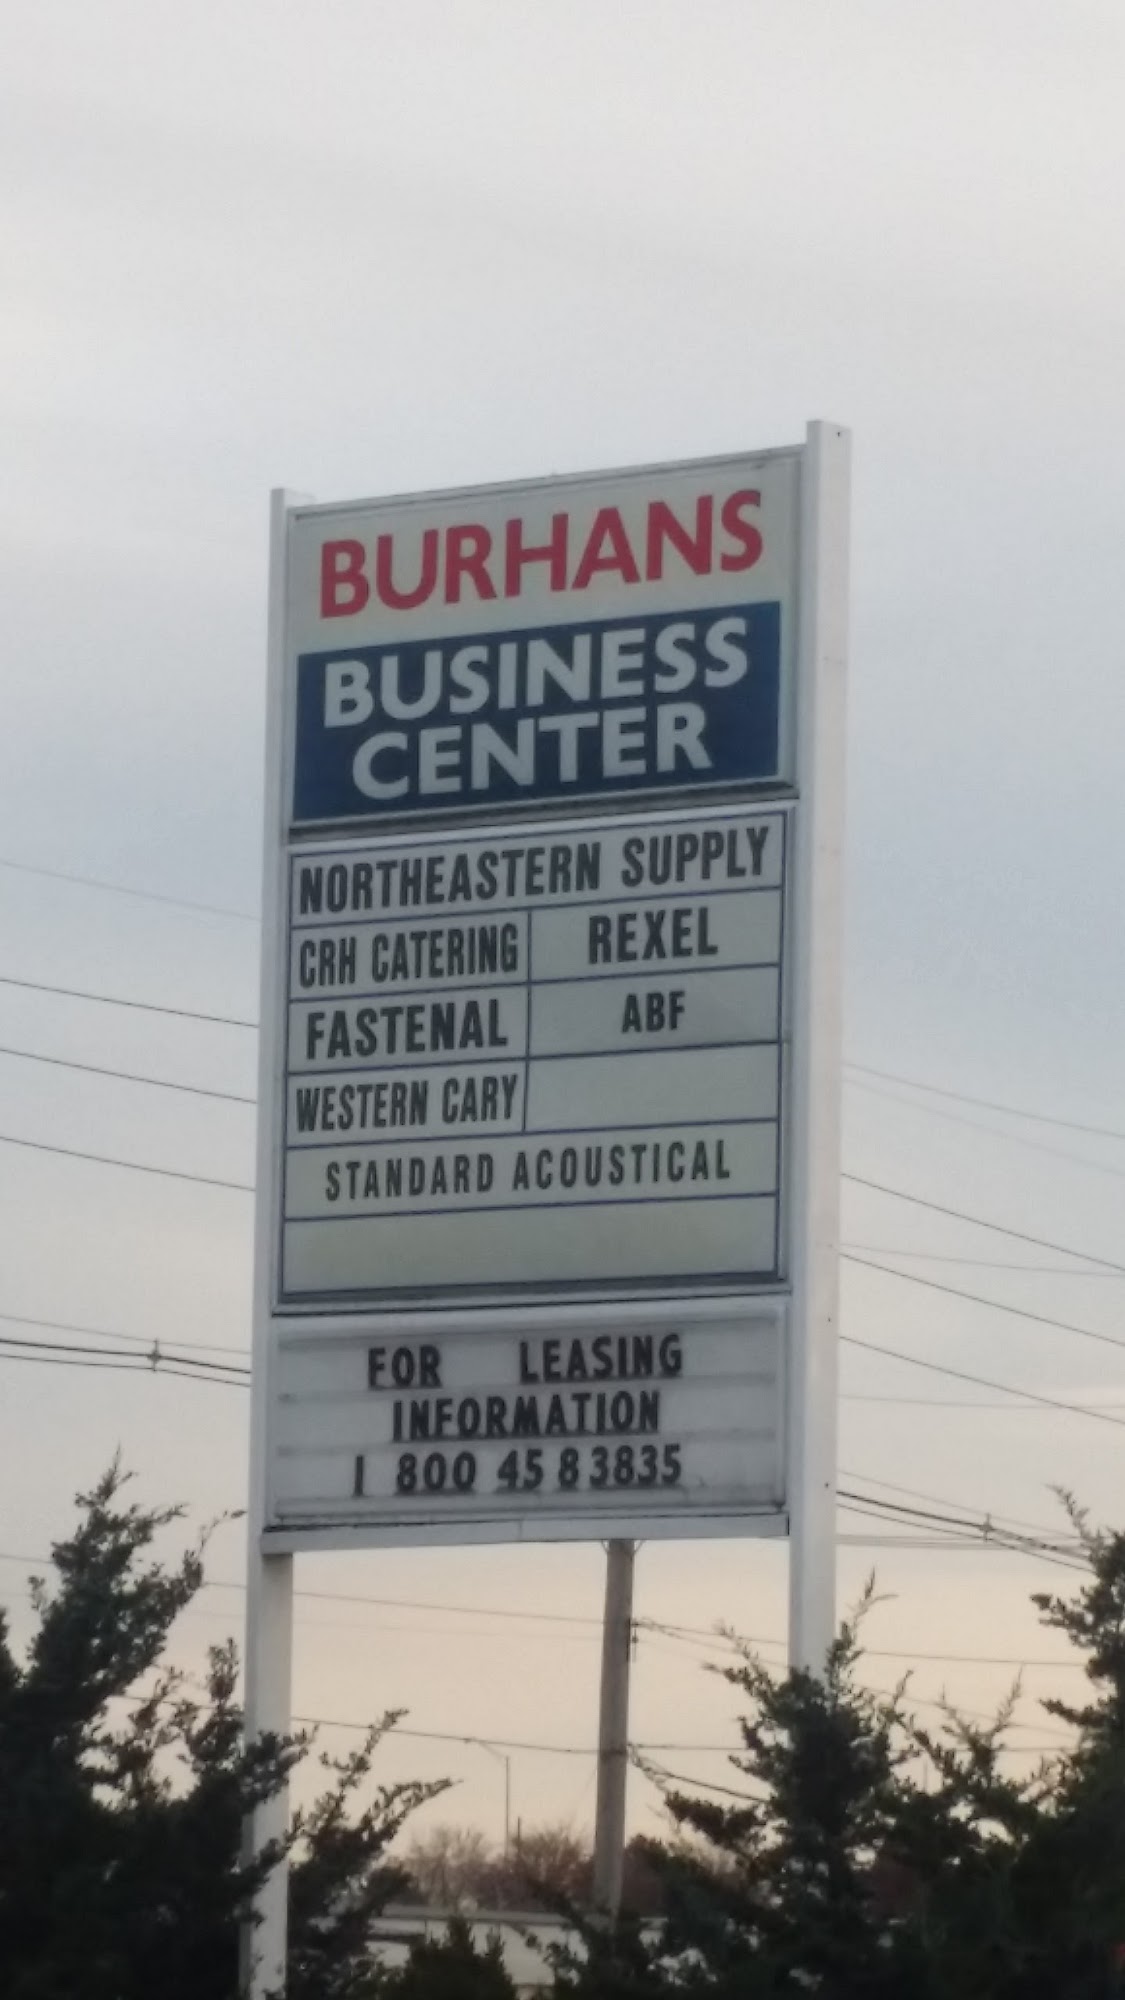 BURHANS
BUSINESS
CENTER
NORTHEASTERN SUPPLY
CRH CATERING REXEL
FASTENAL ABF
WESTERN CARY
STANDARD ACOUSTICAL
FOR LEASING
INFORMATION
1 800 45 8 3835